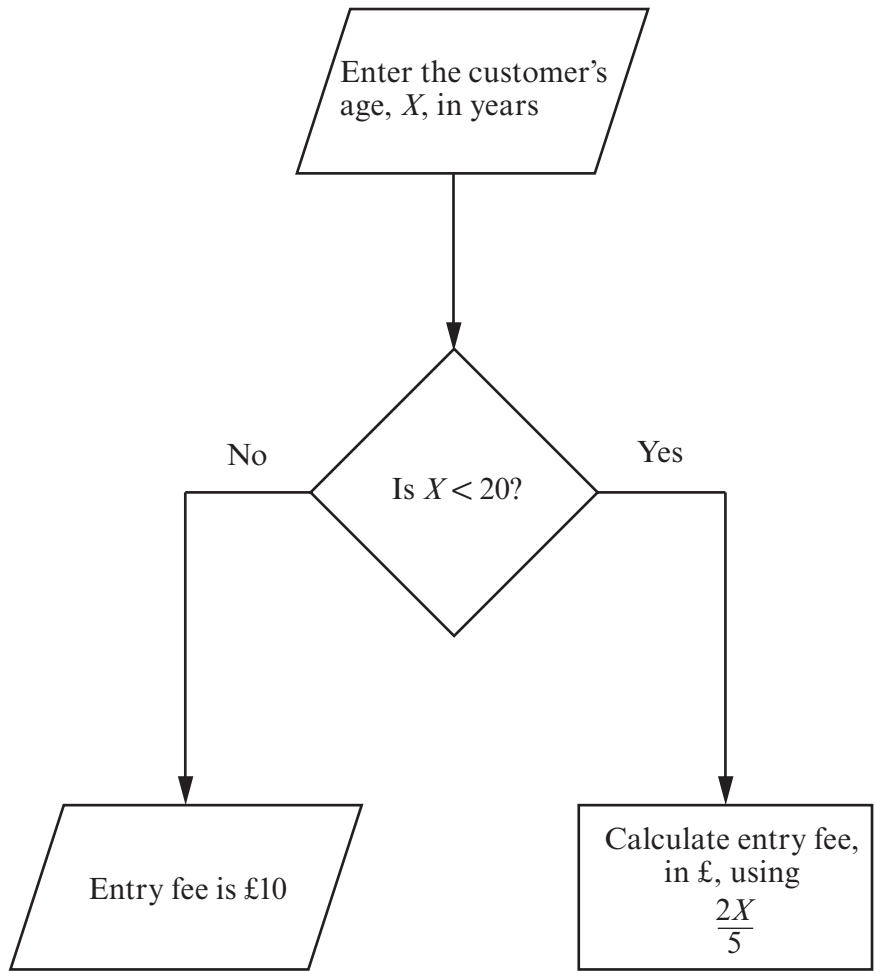 Enter the customer’s
age, X, in years
No
Yes
Is X < 20?
Entry fee is £10
Calculate entry fee,
in £, using
2X
5